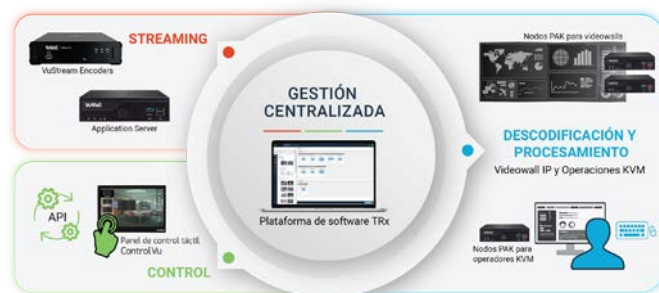 STREAMING
VuStream Encoders
Application Server
API
Panel de control táctil
ControlVu
CONTROL
GESTIÓN
CENTRALIZADA
Plataforma de software TRx
Nodos PAK para videowalls
DESCODIFICACIÓN Y
PROCESAMIENTO
Videowall IP y Operaciones KVM
Nodos PAK para
operadores KVM